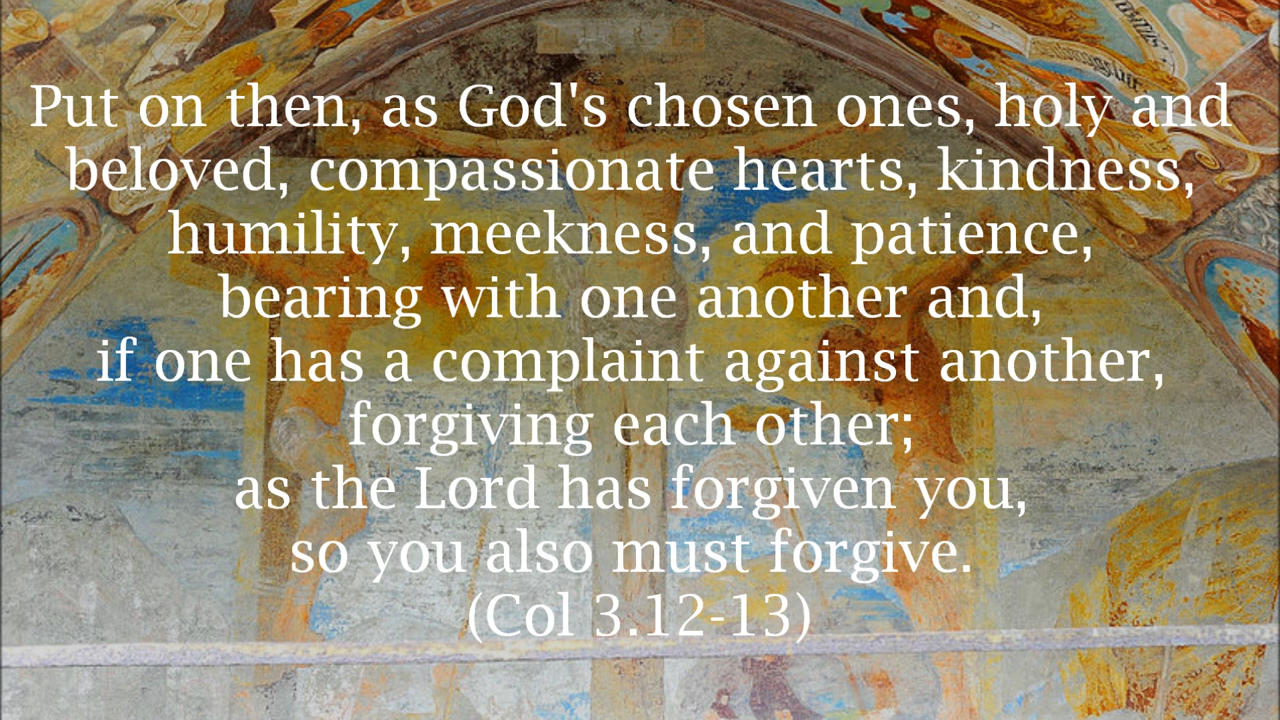 Put on then, as God's chosen ones, holy and
beloved, compassionate hearts, kindness,
humility, meekness, and patience,
bearing with one another and,
if one has a complaint against another,
forgiving each other;
as the Lord has forgiven you,
so you also must forgive.
(Col 3.12-13)